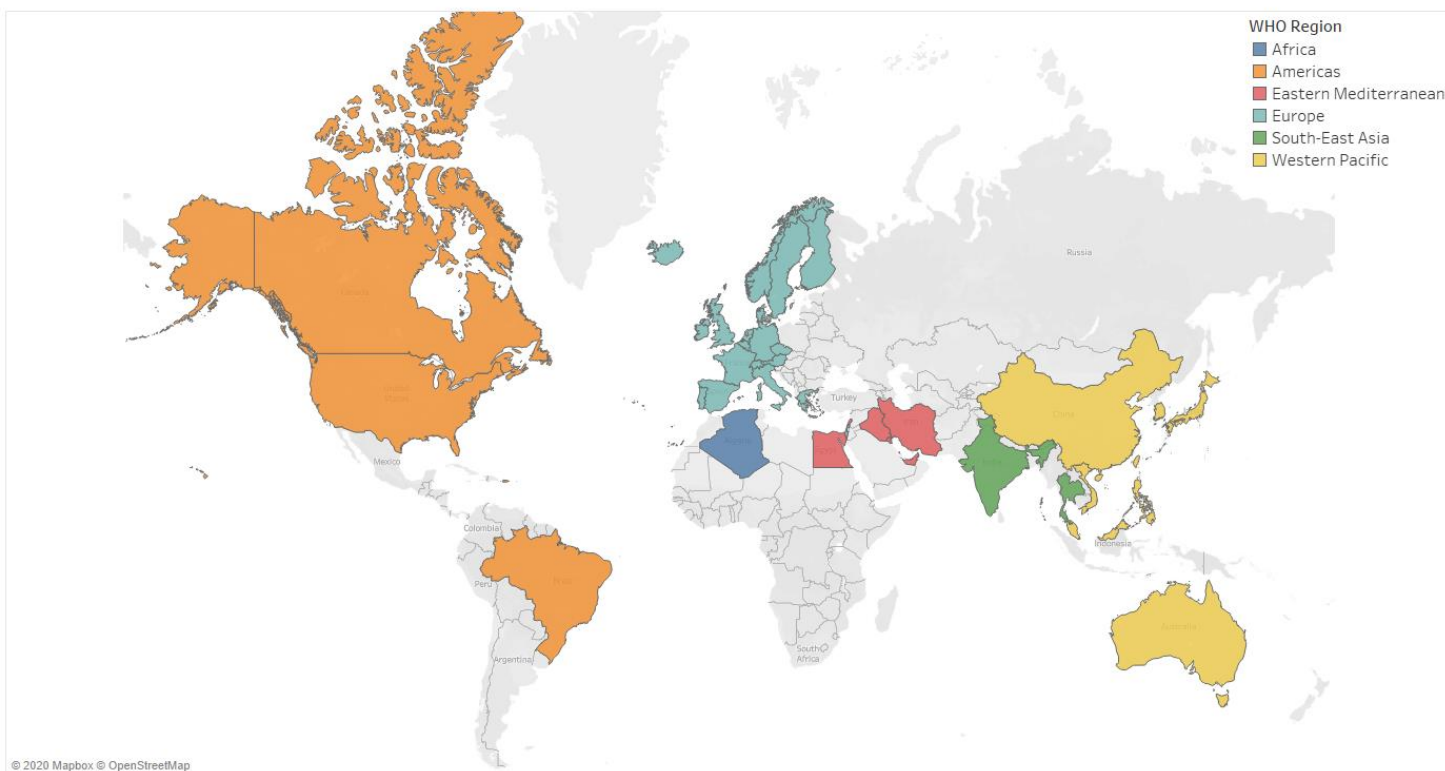 WHO Region
Africa
Americas
Eastern Mediterranean
Europe
South-East Asia
Western Pacific
Russia
Canada
United
States
Turkey
China
Iran
Algeria
Egypt
India
Mexico
Colombia
Indonesia
Brazil
Peru
Australia
South
Africa
Argentina
© 2020 Mapbox © OpenStreetMap